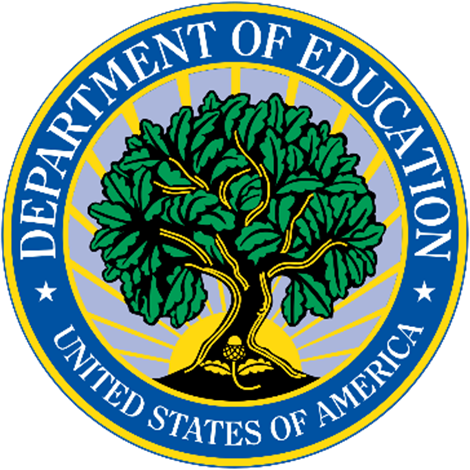 DEPARTMENT OF EDUCATION
UNITED STATES OF AMERICA